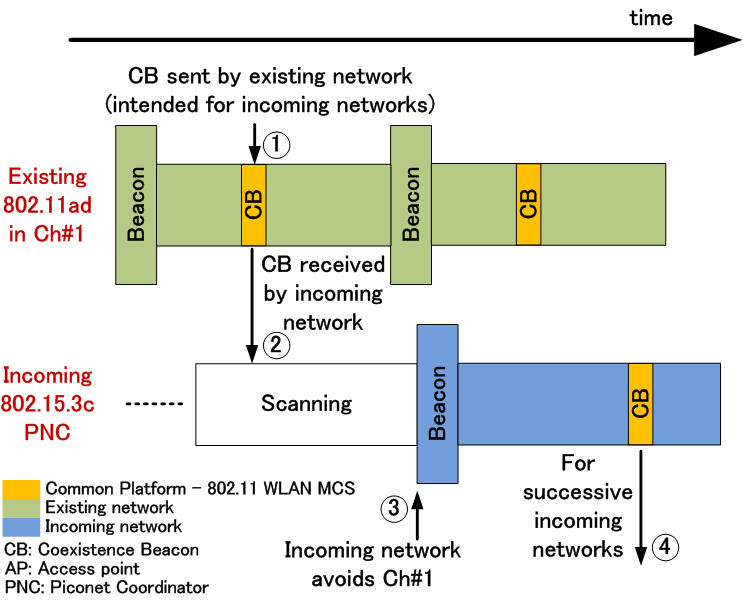 time
CB sent by existing network
(intended for incoming networks)
1
Existing
802.11ad
in Ch#1
Beacon
CB
Beacon
CB
CB received
by incoming
network
2
Incoming
802.15.3c
PNC
Scanning
Beacon
CB
3
Incoming network
avoids Ch#1
For
successive
incoming
networks
4
Common Platform – 802.11 WLAN MCS
Existing network
Incoming network
CB: Coexistence Beacon
AP: Access point
PNC: Piconet Coordinator